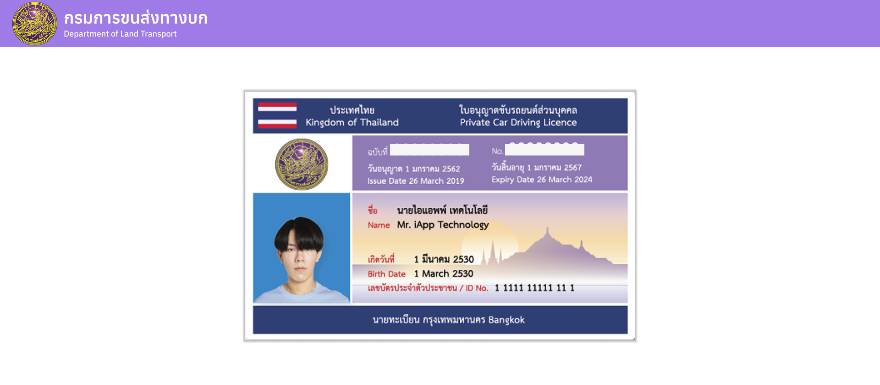 กรมการขนส่งทางบก
Department of Land Transport
ประเทศไทย
Kingdom of Thailand
ใบอนุญาตขับรถยนต์ส่วนบุคคล
Private Car Driving Licence
ฉบับที่
วันอนุญาต 1 มกราคม 2562
Issue Date 26 March 2019
No.
วันสิ้นอายุ 1 มกราคม 2567
Expiry Date 26 March 2024
ชื่อ นายไอแอพพ์ เทคโนโลยี
Name Mr. iApp Technology
เกิดวันที่ 1 มีนาคม 2530
Birth Date 1 March 2530
เลขบัตรประจำตัวประชาชน / ID No. 1 1111 11111 11 1
นายทะเบียน กรุงเทพมหานคร Bangkok